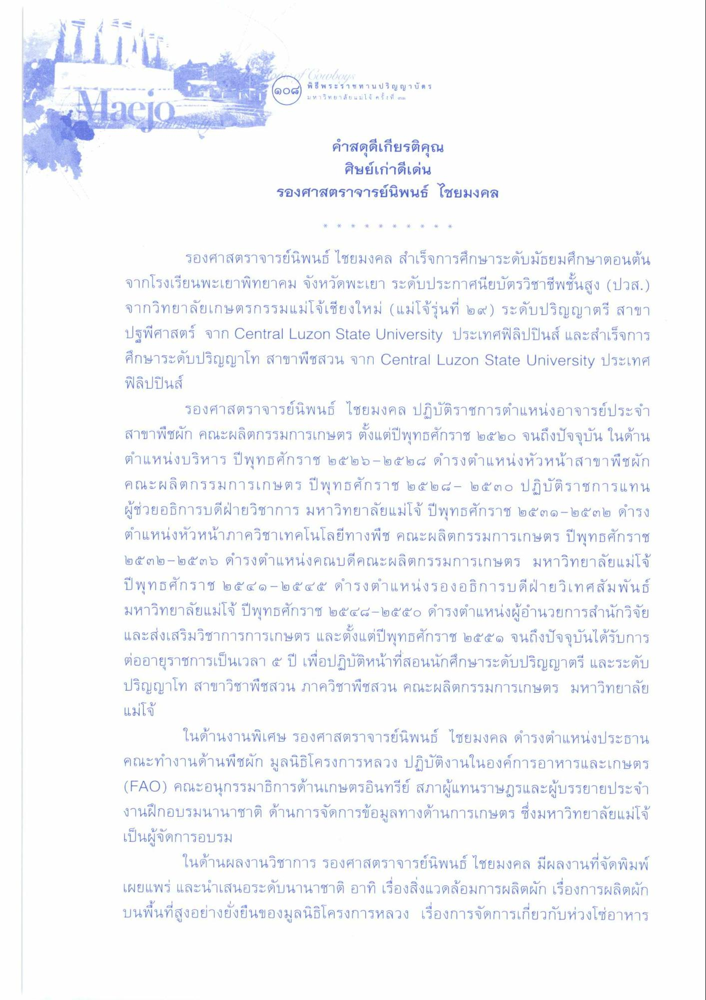 Home of Cowboys
๑๐๘
พิธีพระราชทานปริญญาบัตร
มหาวิทยาลัยแม่โจ้ ครั้งที่ ๓๑
Maejo
University
คำสดุดีเกียรติคุณ
ศิษย์เก่าดีเด่น
รองศาสตราจารย์นิพนธ์ ไชยมงคล
* * * * * * * * * *
รองศาสตราจารย์นิพนธ์ ไชยมงคล สำเร็จการศึกษาระดับมัธยมศึกษาตอนต้น
จากโรงเรียนพะเยาพิทยาคม จังหวัดพะเยา ระดับประกาศนียบัตรวิชาชีพชั้นสูง (ปวส.)
จากวิทยาลัยเกษตรกรรมแม่โจ้เชียงใหม่ (แม่โจ้รุ่นที่ ๒๙) ระดับปริญญาตรี สาขา
ปฐพีศาสตร์ จาก Central Luzon State University ประเทศฟิลิปปินส์ และสำเร็จการ
ศึกษาระดับปริญญาโท สาขาพืชสวน จาก Central Luzon State University ประเทศ
ฟิลิปปินส์
รองศาสตราจารย์นิพนธ์ ไชยมงคล ปฏิบัติราชการตำแหน่งอาจารย์ประจำ
สาขาพืชผัก คณะผลิตกรรมการเกษตร ตั้งแต่ปีพุทธศักราช ๒๕๒๐ จนถึงปัจจุบัน ในด้าน
ตำแหน่งบริหาร ปีพุทธศักราช ๒๕๒๖-๒๕๒๘ ดำรงตำแหน่งหัวหน้าสาขาพืชผัก
คณะผลิตกรรมการเกษตร ปีพุทธศักราช ๒๕๒๘- ๒๕๓๐ ปฏิบัติราชการแทน
ผู้ช่วยอธิการบดีฝ่ายวิชาการ มหาวิทยาลัยแม่โจ้ ปีพุทธศักราช ๒๕๓๑-๒๕๓๒ ดำรง
ตำแหน่งหัวหน้าภาควิชาเทคโนโลยีทางพืช คณะผลิตกรรมการเกษตร ปีพุทธศักราช
๒๕๓๒-๒๕๓๖ ดำรงตำแหน่งคณบดีคณะผลิตกรรมการเกษตร มหาวิทยาลัยแม่โจ้
ปีพุทธศักราช ๒๕๔๑-๒๕๔๕ ดำรงตำแหน่งรองอธิการบดีฝ่ายวิเทศสัมพันธ์
มหาวิทยาลัยแม่โจ้ ปีพุทธศักราช ๒๕๔๘-๒๕๕๐ ดำรงตำแหน่งผู้อำนวยการสำนักวิจัย
และส่งเสริมวิชาการการเกษตร และตั้งแต่ปีพุทธศักราช ๒๕๕๑ จนถึงปัจจุบันได้รับการ
ต่ออายุราชการเป็นเวลา ๕ ปี เพื่อปฏิบัติหน้าที่สอนนักศึกษาระดับปริญญาตรี และระดับ
ปริญญาโท สาขาวิชาพืชสวน ภาควิชาพืชสวน คณะผลิตกรรมการเกษตร มหาวิทยาลัย
แม่โจ้
ในด้านงานพิเศษ รองศาสตราจารย์นิพนธ์ ไชยมงคล ดำรงตำแหน่งประธาน
คณะทำงานด้านพืชผัก มูลนิธิโครงการหลวง ปฏิบัติงานในองค์การอาหารและเกษตร
(FAO) คณะอนุกรรมาธิการด้านเกษตรอินทรีย์ สภาผู้แทนราษฎรและผู้บรรยายประจำ
งานฝึกอบรมนานาชาติ ด้านการจัดการข้อมูลทางด้านการเกษตร ซึ่งมหาวิทยาลัยแม่โจ้
เป็นผู้จัดการอบรม
ในด้านผลงานวิชาการ รองศาสตราจารย์นิพนธ์ ไชยมงคล มีผลงานที่จัดพิมพ์
เผยแพร่ และนำเสนอระดับนานาชาติ อาทิ เรื่องสิ่งแวดล้อมการผลิตผัก เรื่องการผลิตผัก
บนพื้นที่สูงอย่างยั่งยืนของมูลนิธิโครงการหลวง เรื่องการจัดการเกี่ยวกับห่วงโซ่อาหาร